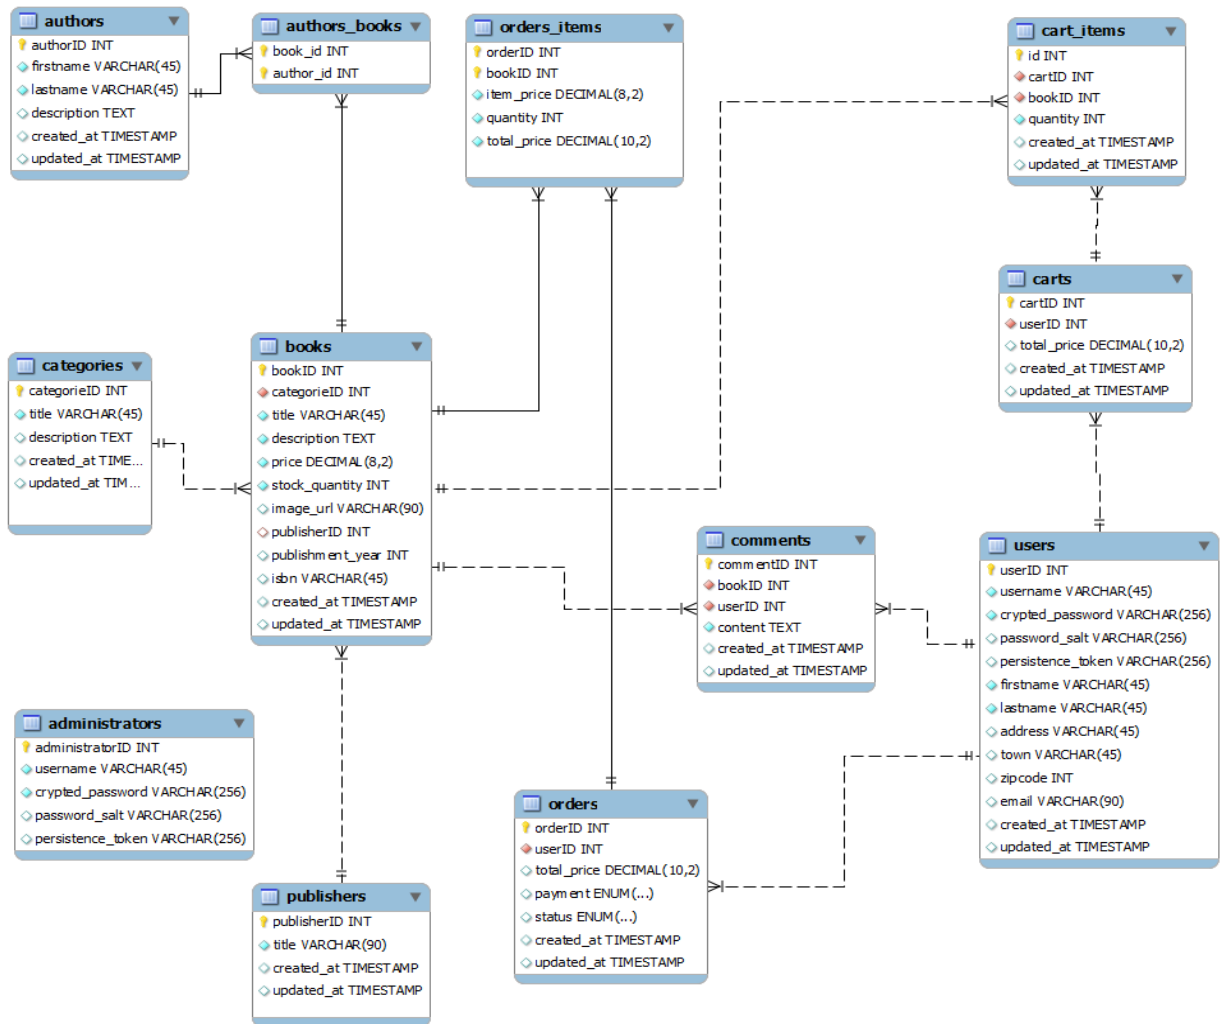 authors
authorID INT
firstname VARCHAR(45)
lastname VARCHAR(45)
description TEXT
created_at TIMESTAMP
updated_at TIMESTAMP
authors_books
book_id INT
author_id INT
orders_items
orderID INT
bookID INT
item_price DECIMAL(8,2)
quantity INT
total_price DECIMAL(10,2)
cart_items
id INT
cartID INT
bookID INT
quantity INT
created_at TIMESTAMP
updated_at TIMESTAMP
carts
cartID INT
userID INT
total_price DECIMAL(10,2)
created_at TIMESTAMP
updated_at TIMESTAMP
categories
categorieID INT
title VARCHAR(45)
description TEXT
created_at TIME...
updated_at TIM...
books
bookID INT
categorieID INT
title VARCHAR(45)
description TEXT
price DECIMAL(8,2)
stock_quantity INT
image_url VARCHAR(90)
publisherID INT
publishment_year INT
isbn VARCHAR(45)
created_at TIMESTAMP
updated_at TIMESTAMP
comments
commentID INT
bookID INT
userID INT
content TEXT
created_at TIMESTAMP
updated_at TIMESTAMP
users
userID INT
username VARCHAR(45)
crypted_password VARCHAR(256)
password_salt VARCHAR(256)
persistence_token VARCHAR(256)
firstname VARCHAR(45)
lastname VARCHAR(45)
address VARCHAR(45)
town VARCHAR(45)
zipcode INT
email VARCHAR(90)
created_at TIMESTAMP
updated_at TIMESTAMP
administrators
administratorID INT
username VARCHAR(45)
crypted_password VARCHAR(256)
password_salt VARCHAR(256)
persistence_token VARCHAR(256)
orders
orderID INT
userID INT
total_price DECIMAL(10,2)
payment ENUM(...)
status ENUM(...)
created_at TIMESTAMP
updated_at TIMESTAMP
publishers
publisherID INT
title VARCHAR(90)
created_at TIMESTAMP
updated_at TIMESTAMP